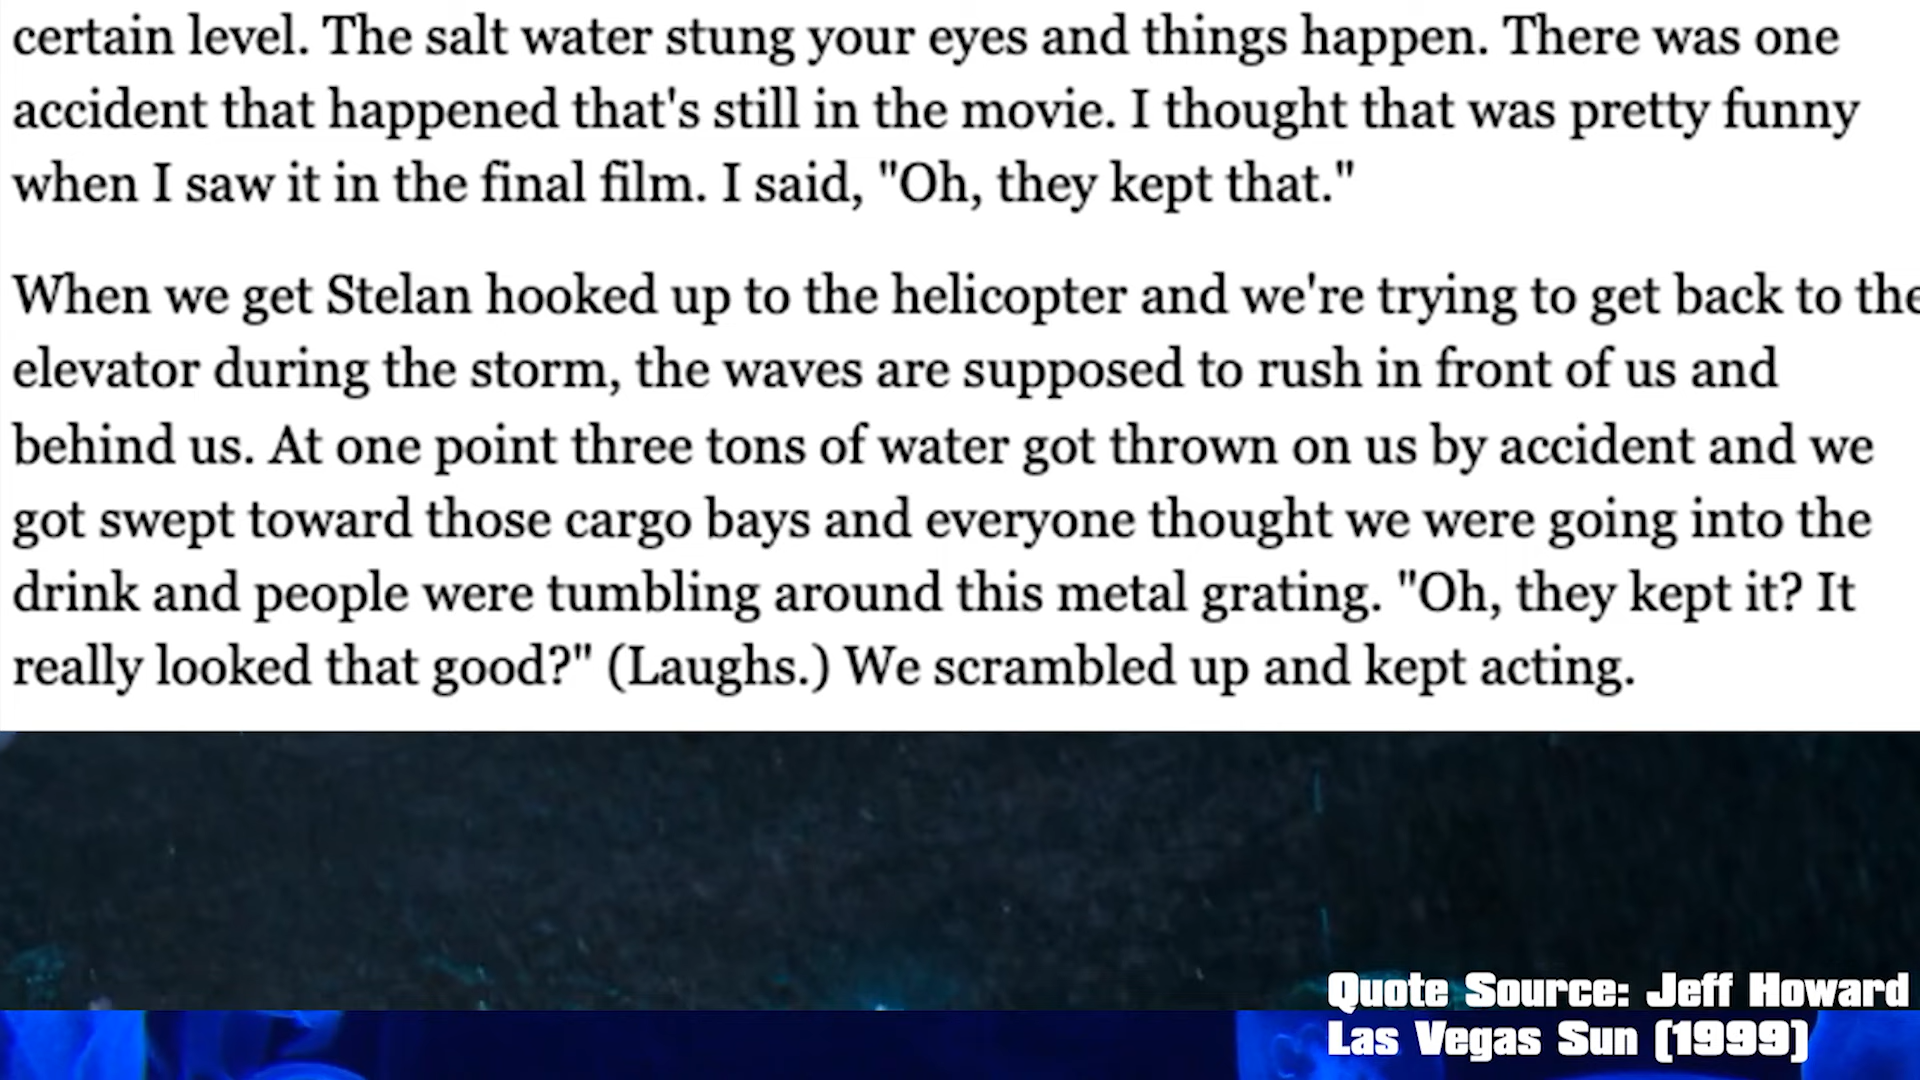 certain level. The salt water stung your eyes and things happen. There was one
accident that happened that's still in the movie. I thought that was pretty funny
when I saw it in the final film. I said, "Oh, they kept that."
When we get Stelan hooked up to the helicopter and we're trying to get back to the
elevator during the storm, the waves are supposed to rush in front of us and
behind us. At one point three tons of water got thrown on us by accident and we
got swept toward those cargo bays and everyone thought we were going into the
drink and people were tumbling around this metal grating. "Oh, they kept it? It
really looked that good?" (Laughs.) We scrambled up and kept acting.
Quote Source: Jeff Howard
Las Vegas Sun (1999)